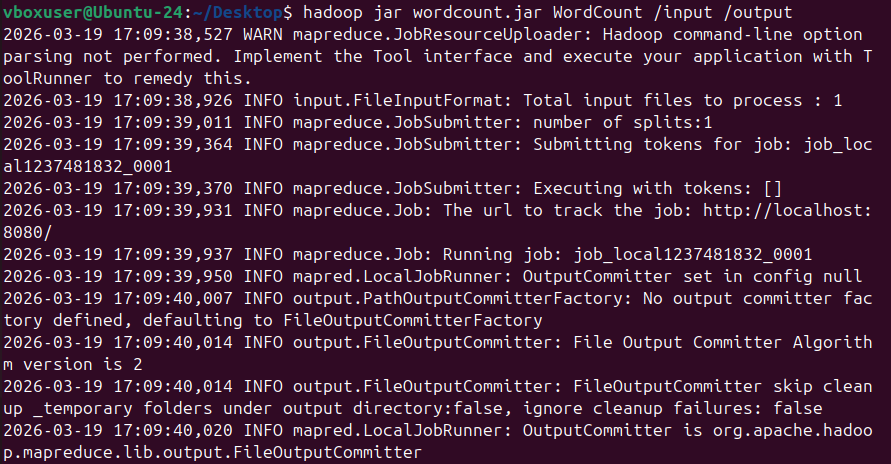 vboxuser@Ubuntu-24:~/Desktop$ hadoop jar wordcount.jar WordCount /input /output
2026-03-19 17:09:38,527 WARN mapreduce.JobResourceUploader: Hadoop command-line option
parsing not performed. Implement the Tool interface and execute your application with T
oolRunner to remedy this.
2026-03-19 17:09:38,926 INFO input.FileInputFormat: Total input files to process : 1
2026-03-19 17:09:39,011 INFO mapreduce.JobSubmitter: number of splits:1
2026-03-19 17:09:39,364 INFO mapreduce.JobSubmitter: Submitting tokens for job: job_loc
al1237481832_0001
2026-03-19 17:09:39,370 INFO mapreduce.JobSubmitter: Executing with tokens: []
2026-03-19 17:09:39,931 INFO mapreduce.Job: The url to track the job: http://localhost:
8080/
2026-03-19 17:09:39,937 INFO mapreduce.Job: Running job: job_local1237481832_0001
2026-03-19 17:09:39,950 INFO mapred.LocalJobRunner: OutputCommitter set in config null
2026-03-19 17:09:40,007 INFO output.PathOutputCommitterFactory: No output committer fac
tory defined, defaulting to FileOutputCommitterFactory
2026-03-19 17:09:40,014 INFO output.FileOutputCommitter: File Output Committer Algorith
m version is 2
2026-03-19 17:09:40,014 INFO output.FileOutputCommitter: FileOutputCommitter skip clean
up _temporary folders under output directory:false, ignore cleanup failures: false
2026-03-19 17:09:40,020 INFO mapred.LocalJobRunner: OutputCommitter is org.apache.hadoo
p.mapreduce.lib.output.FileOutputCommitter